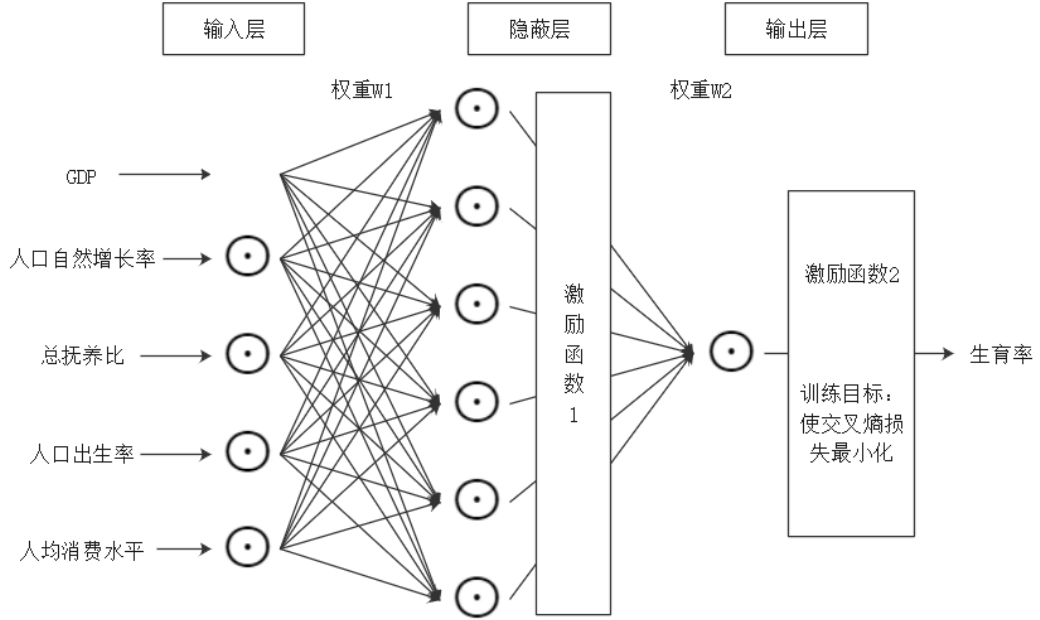 输入层
隐蔽层
输出层
权重W1
权重W2
GDP
人口自然增长率
总抚养比
人口出生率
人均消费水平
激
励
函
数
1
激励函数2
训练目标:
使交叉熵损
失最小化
生育率